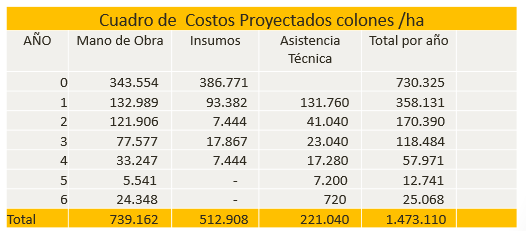 Cuadro de Costos Proyectados colones /ha
AÑO Mano de Obra Insumos Asistencia Técnica Total por año
0 343.554 386.771 730.325
1 132.989 93.382 131.760 358.131
2 121.906 7.444 41.040 170.390
3 77.577 17.867 23.040 118.484
4 33.247 7.444 17.280 57.971
5 5.541 - 7.200 12.741
6 24.348 - 720 25.068
Total 739.162 512.908 221.040 1.473.110